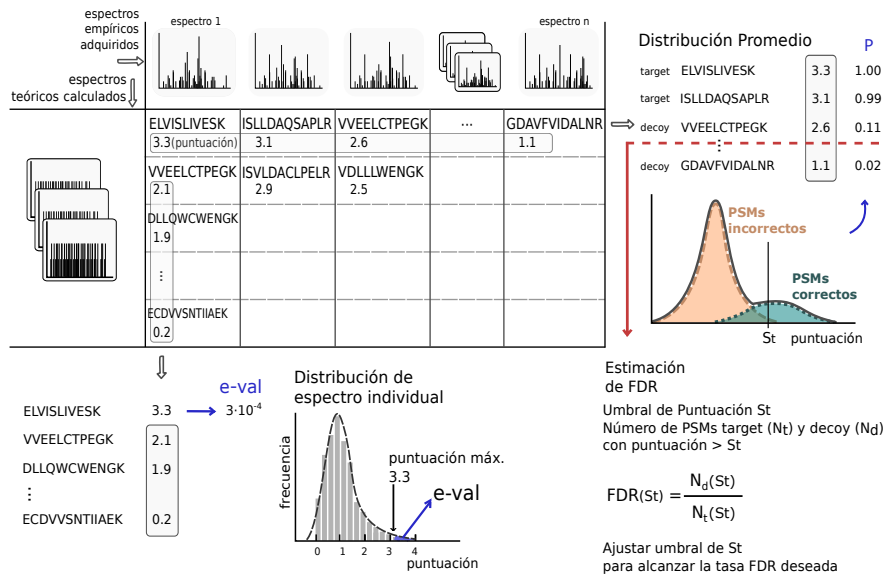 espectros
empíricos
adquiridos
espectro 1
espectro n
espectros
teóricos calculados
ELVISLIVESK
ISLLDAQSAPLR
VVEELCTPEGK
...
GDAVFVIDALNR
3.3(puntuación)
3.1
2.6
1.1
VVEELCTPEGK
ISVLDACLPELR
VDLLLWENGK
2.1
2.9
2.5
DLLQWCWENGK
1.9
...
ECDVVSNTIIAEK
0.2
Distribución Promedio
P
target ELVISLIVESK 3.3 1.00
target ISLLDAQSAPLR 3.1 0.99
decoy VVEELCTPEGK 2.6 0.11
...
decoy GDAVFVIDALNR 1.1 0.02
PSMs
incorrectos
PSMs
correctos
St puntuación
e-val
ELVISLIVESK 3.3 3·10⁻⁴
VVEELCTPEGK 2.1
DLLQWCWENGK 1.9
...
ECDVVSNTIIAEK 0.2
Distribución de
espectro individual
frecuencia
puntuación máx.
3.3
e-val
0 1 2 3 4
puntuación
Estimación
de FDR
Umbral de Puntuación St
Número de PSMs target (Nt) y decoy (Nd)
con puntuación > St
FDR(St) = Nd(St)
Nt(St)
Ajustar umbral de St
para alcanzar la tasa FDR deseada